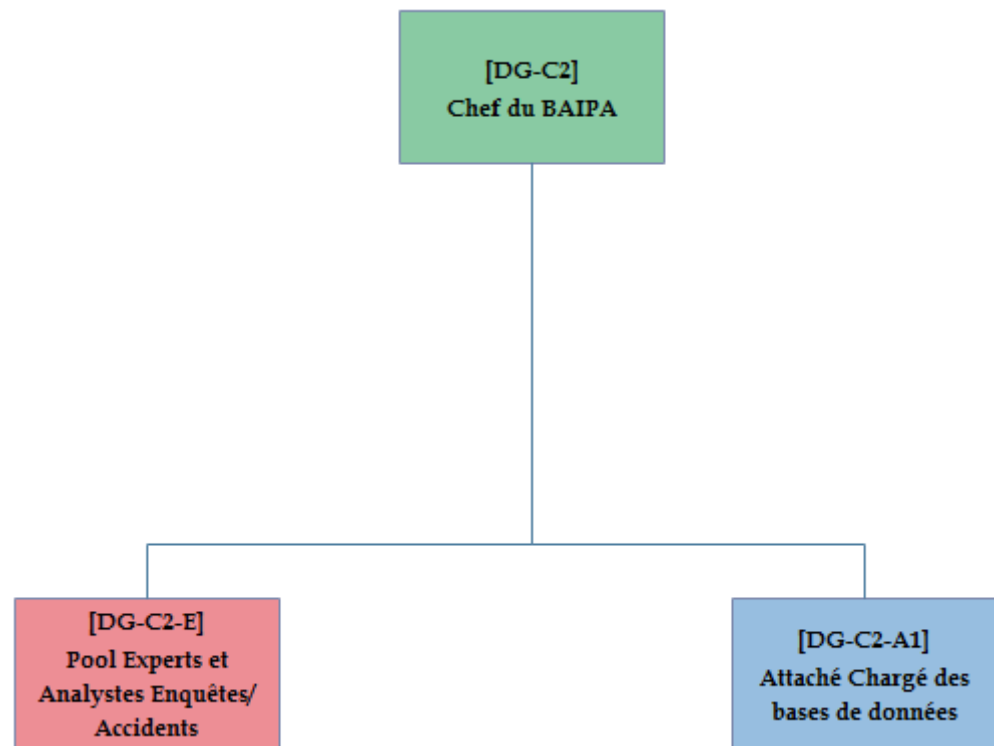 [DG-C2]
Chef du BAIPA
[DG-C2-E]
Pool Experts et
Analystes Enquêtes/
Accidents
[DG-C2-A1]
Attaché Chargé des
bases de données